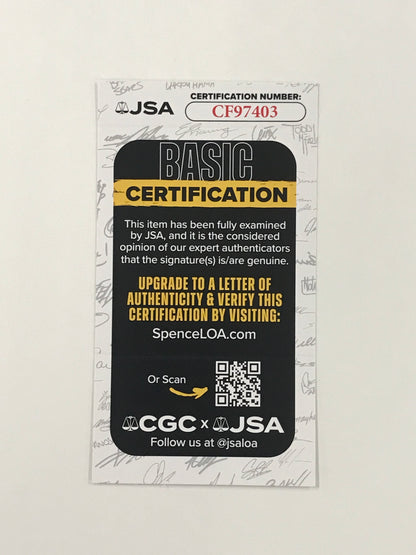 CERTIFICATION NUMBER:
JSA
CF97403
BASIC
CERTIFICATION
This item has been fully examined
by JSA, and it is the considered
opinion of our expert authenticators
that the signature(s) is/are genuine.
UPGRADE TO A LETTER OF
AUTHENTICITY & VERIFY THIS
CERTIFICATION BY VISITING:
SpenceLOA.com
Or Scan
CGC x JSA
Follow us at @jsaloa